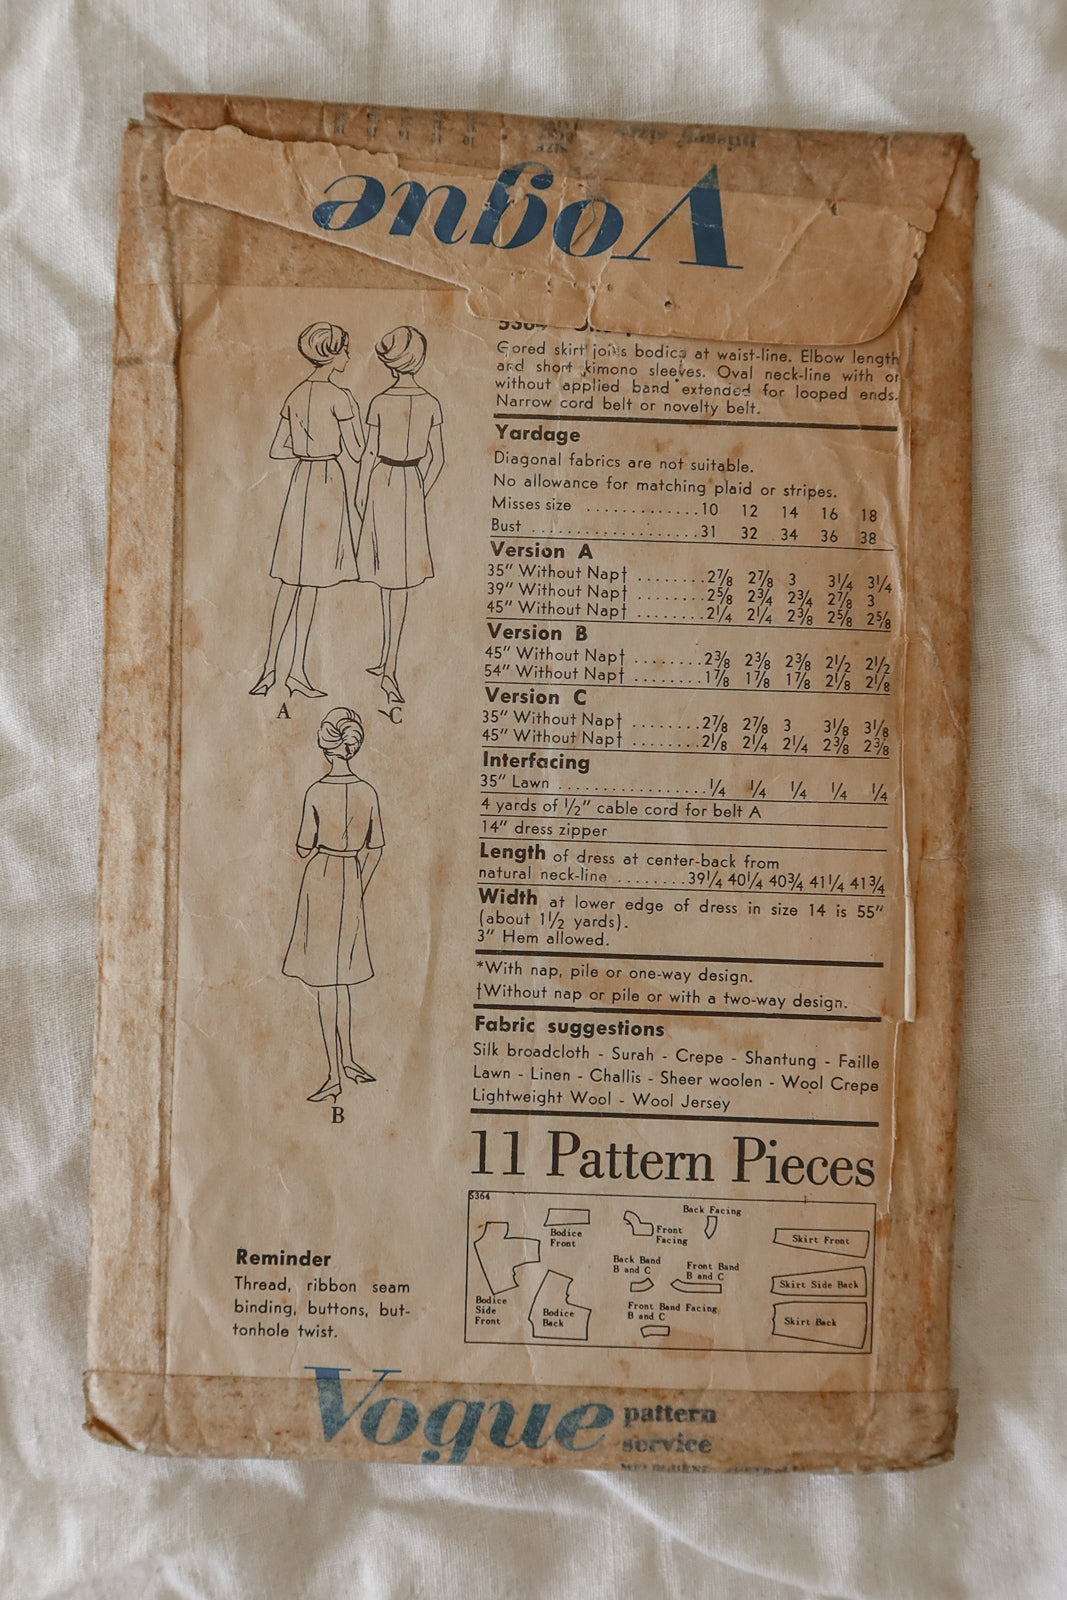 Vogue
5364
Gored skirt joins bodice at waist-line. Elbow length
and short kimono sleeves. Oval neck-line with or
without applied band extended for looped ends.
Narrow cord belt or novelty belt.
Yardage
Diagonal fabrics are not suitable.
No allowance for matching plaid or stripes.
Misses size .............10 12 14 16 18
Bust ...................31 32 34 36 38
Version A
35" Without Nap† ........2⅞ 2⅞ 3 3¼ 3¼
39" Without Nap† ........2⅝ 2¾ 2¾ 2⅞ 3
45" Without Nap† ........2¼ 2¼ 2⅜ 2⅝ 2⅝
Version B
45" Without Nap† ........2⅜ 2⅜ 2⅜ 2½ 2½
54" Without Nap† ........1⅞ 1⅞ 1⅞ 2⅛ 2⅛
Version C
35" Without Nap† ........2⅞ 2⅞ 3 3⅛ 3⅛
45" Without Nap† ........2⅛ 2¼ 2¼ 2⅜ 2⅜
Interfacing
35" Lawn .................¼ ¼ ¼ ¼ ¼
4 yards of ½" cable cord for belt A
14" dress zipper
Length of dress at center-back from
natural neck-line ........39¼ 40¼ 40¾ 41¼ 41¾
Width at lower edge of dress in size 14 is 55"
(about 1½ yards).
3" Hem allowed.
*With nap, pile or one-way design.
†Without nap or pile or with a two-way design.
Fabric suggestions
Silk broadcloth - Surah - Crepe - Shantung - Faille
Lawn - Linen - Challis - Sheer woolen - Wool Crepe
Lightweight Wool - Wool Jersey
11 Pattern Pieces
5364
Bodice
Front
Front
Facing
Back Facing
Skirt Front
Back Band
B and C
Front Band
B and C
Skirt Side Back
Bodice
Side
Front
Bodice
Back
Front Band Facing
B and C
Skirt Back
A
C
B
Reminder
Thread, ribbon seam
binding, buttons, but-
tonhole twist.
Vogue pattern
service
MELBOURNE AUSTRALIA